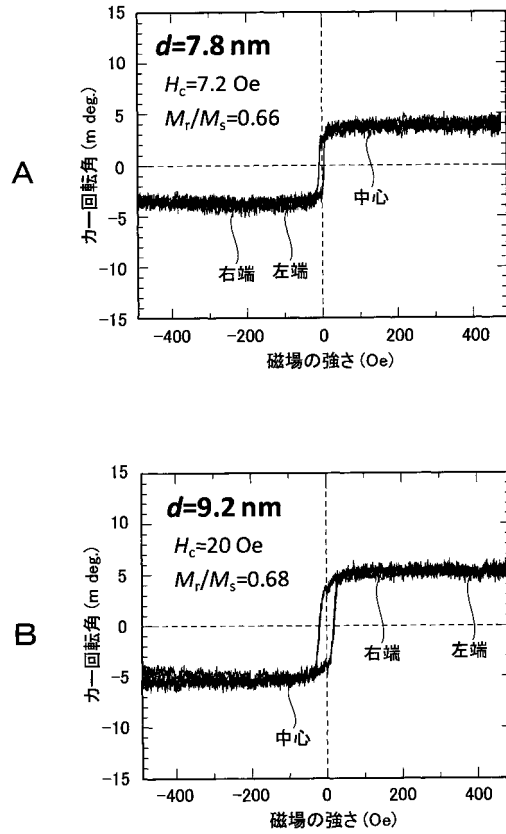 A
d=7.8 nm
Hc=7.2 Oe
Mr/Ms=0.66
カー回転角 (m deg.)
15
10
5
0
-5
-10
-15
中心
右端
左端
-400
-200
0
200
400
磁場の強さ(Oe)
B
d=9.2 nm
Hc=20 Oe
Mr/Ms=0.68
カー回転角 (m deg.)
15
10
5
0
-5
-10
-15
右端
左端
中心
-400
-200
0
200
400
磁場の強さ(Oe)